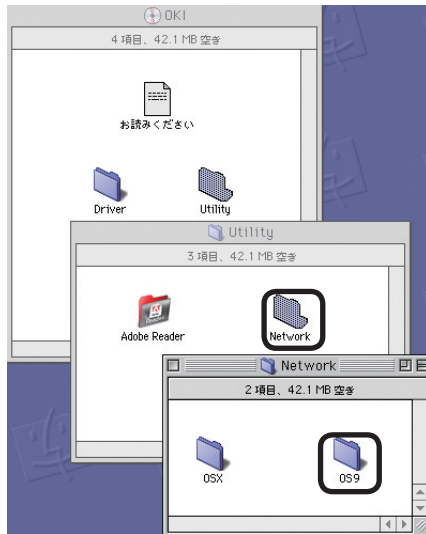 OKI
4 項目、42.1 MB 空き
お読みください
Driver
Utility
Utility
3 項目、42.1 MB 空き
Adobe Reader
Network
Network
2 項目、42.1 MB 空き
OSX
OS9